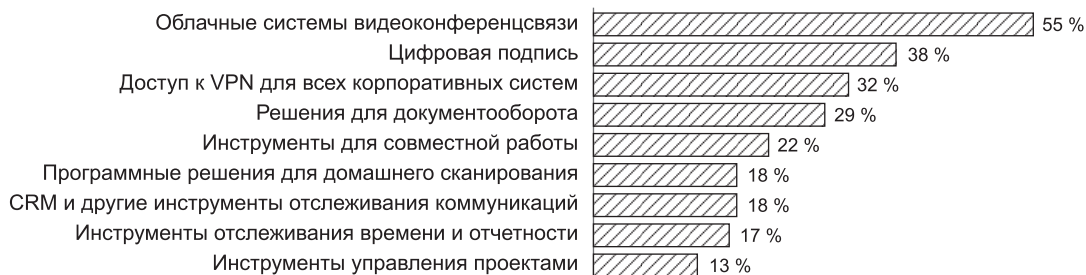 Облачные системы видеоконференцсвязи 55 %
Цифровая подпись 38 %
Доступ к VPN для всех корпоративных систем 32 %
Решения для документооборота 29 %
Инструменты для совместной работы 22 %
Программные решения для домашнего сканирования 18 %
CRM и другие инструменты отслеживания коммуникаций 18 %
Инструменты отслеживания времени и отчетности 17 %
Инструменты управления проектами 13 %